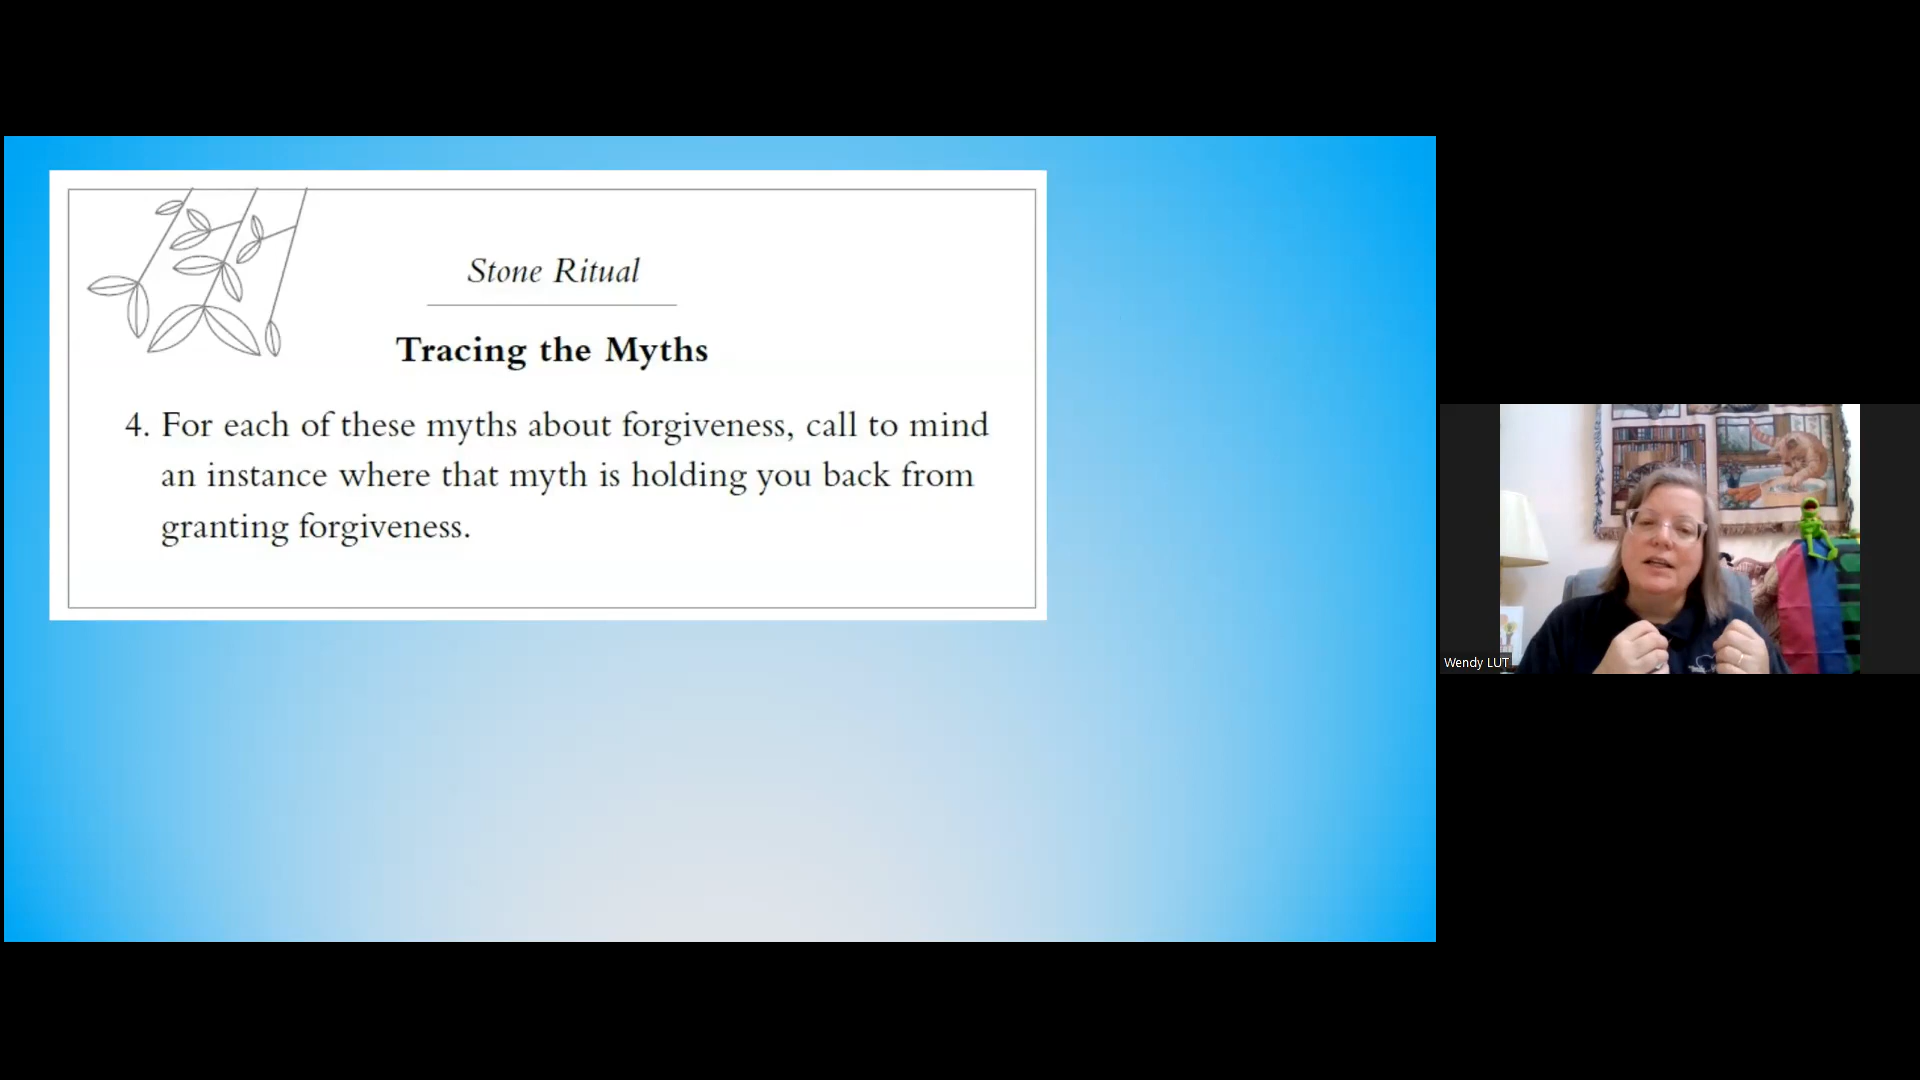 Stone Ritual
Tracing the Myths
4. For each of these myths about forgiveness, call to mind
an instance where that myth is holding you back from
granting forgiveness.
Wendy LUT